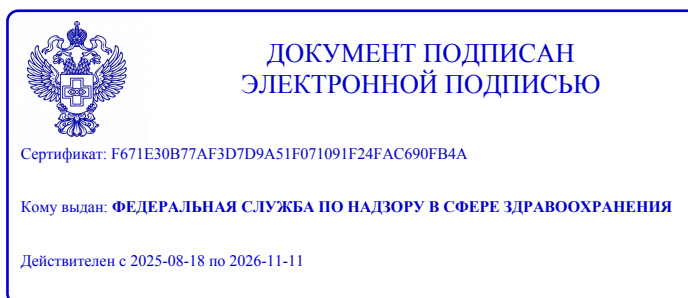 ДОКУМЕНТ ПОДПИСАН
ЭЛЕКТРОННОЙ ПОДПИСЬЮ
Сертификат: F671E30B77AF3D7D9A51F071091F24FAC690FB4A
Кому выдан: ФЕДЕРАЛЬНАЯ СЛУЖБА ПО НАДЗОРУ В СФЕРЕ ЗДРАВООХРАНЕНИЯ
Действителен с 2025-08-18 по 2026-11-11